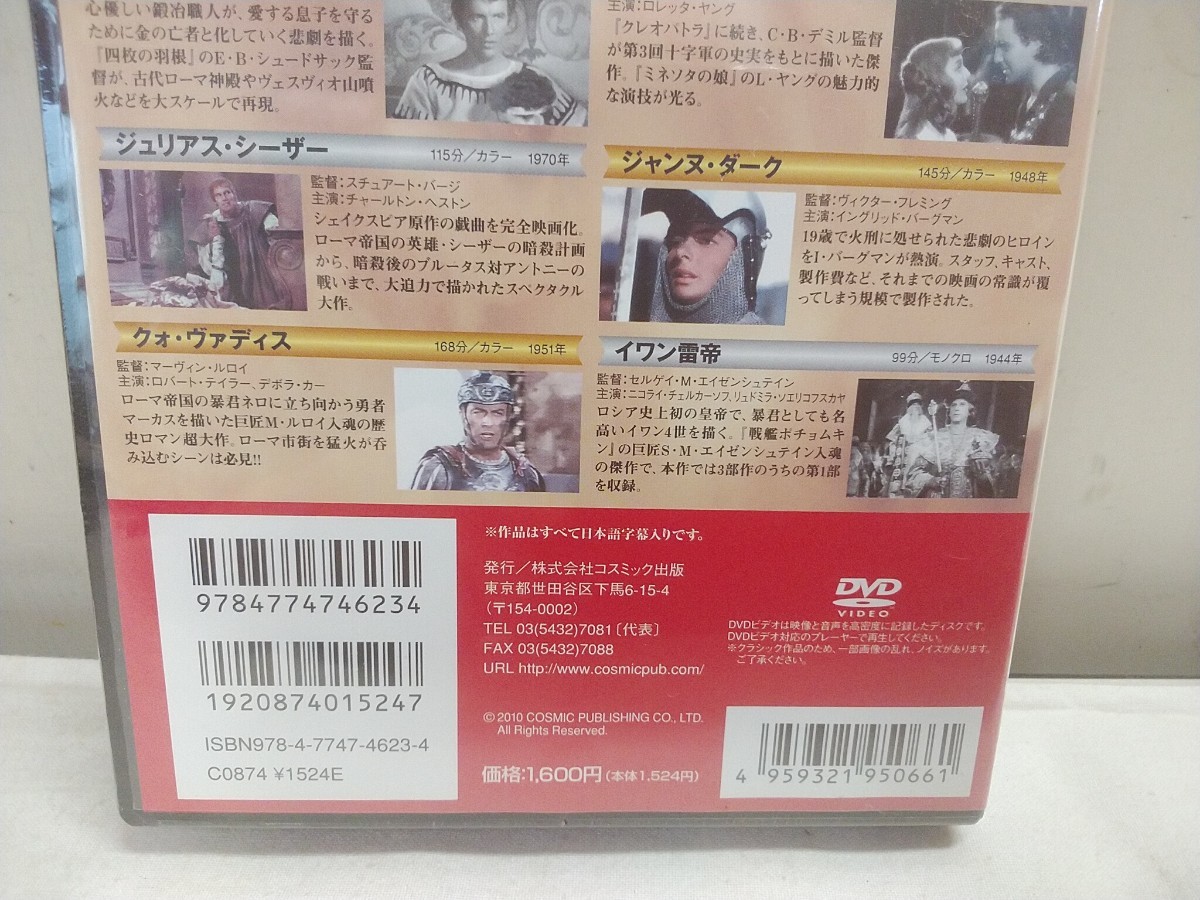 心優しい鍛冶職人が、愛する息子を守る
ために金の亡者と化していく悲劇を描く。
『四枚の羽根』のE・B・シュードサック監
督が、古代ローマ神殿やヴェスヴィオ山噴
火などを大スケールで再現。
主演：ロレッタ・ヤング
『クレオパトラ』に続き、C・B・デミル監督
が第3回十字軍の史実をもとに描いた傑
作。『ミネソタの娘』のL・ヤングの魅力的
な演技が光る。
ジュリアス・シーザー 115分／カラー 1970年
監督：スチュアート・バージ
主演：チャールトン・ヘストン
シェイクスピア原作の戯曲を完全映画化。
ローマ帝国の英雄・シーザーの暗殺計画
から、暗殺後のブルータス対アントニーの
戦いまで、大迫力で描かれたスペクタクル
大作。
ジャンヌ・ダーク 145分／カラー 1948年
監督：ヴィクター・フレミング
主演：イングリッド・バーグマン
19歳で火刑に処せられた悲劇のヒロイン
をI・バーグマンが熱演。スタッフ、キャスト、
製作費など、それまでの映画の常識が覆
ってしまう規模で製作された。
クォ・ヴァディス 168分／カラー 1951年
監督：マーヴィン・ルロイ
主演：ロバート・テイラー、デボラ・カー
ローマ帝国の暴君ネロに立ち向かう勇者
マーカスを描いた巨匠M・ルロイ入魂の歴
史ロマン超大作。ローマ市街を猛火が呑
み込むシーンは必見!!
イワン雷帝 99分／モノクロ 1944年
監督：セルゲイ・M・エイゼンシュテイン
主演：ニコライ・チェルカーソフ、リュドミラ・ツエリコフスカヤ
ロシア史上初の皇帝で、暴君としても名
高いイワン4世を描く。『戦艦ポチョムキ
ン』の巨匠S・M・エイゼンシュテイン入魂
の傑作で、本作では3部作のうちの第1部
を収録。
9784774746234
1920874015247
ISBN978-4-7747-4623-4
C0874 ¥1524E
※作品はすべて日本語字幕入りです。
発行／株式会社コスミック出版
東京都世田谷区下馬6-15-4
（〒154-0002）
TEL 03(5432)7081〔代表〕
FAX 03(5432)7088
URL http://www.cosmicpub.com/
© 2010 COSMIC PUBLISHING CO., LTD.
All Rights Reserved.
価格：1,600円（本体1,524円）
DVD
VIDEO
DVDビデオは映像と音声を高密度に記録したディスクです。
DVDビデオ対応のプレーヤーで再生してください。
※クラシック作品のため、一部画像の乱れ、ノイズがあります。
ご了承ください。
4 959321 950661